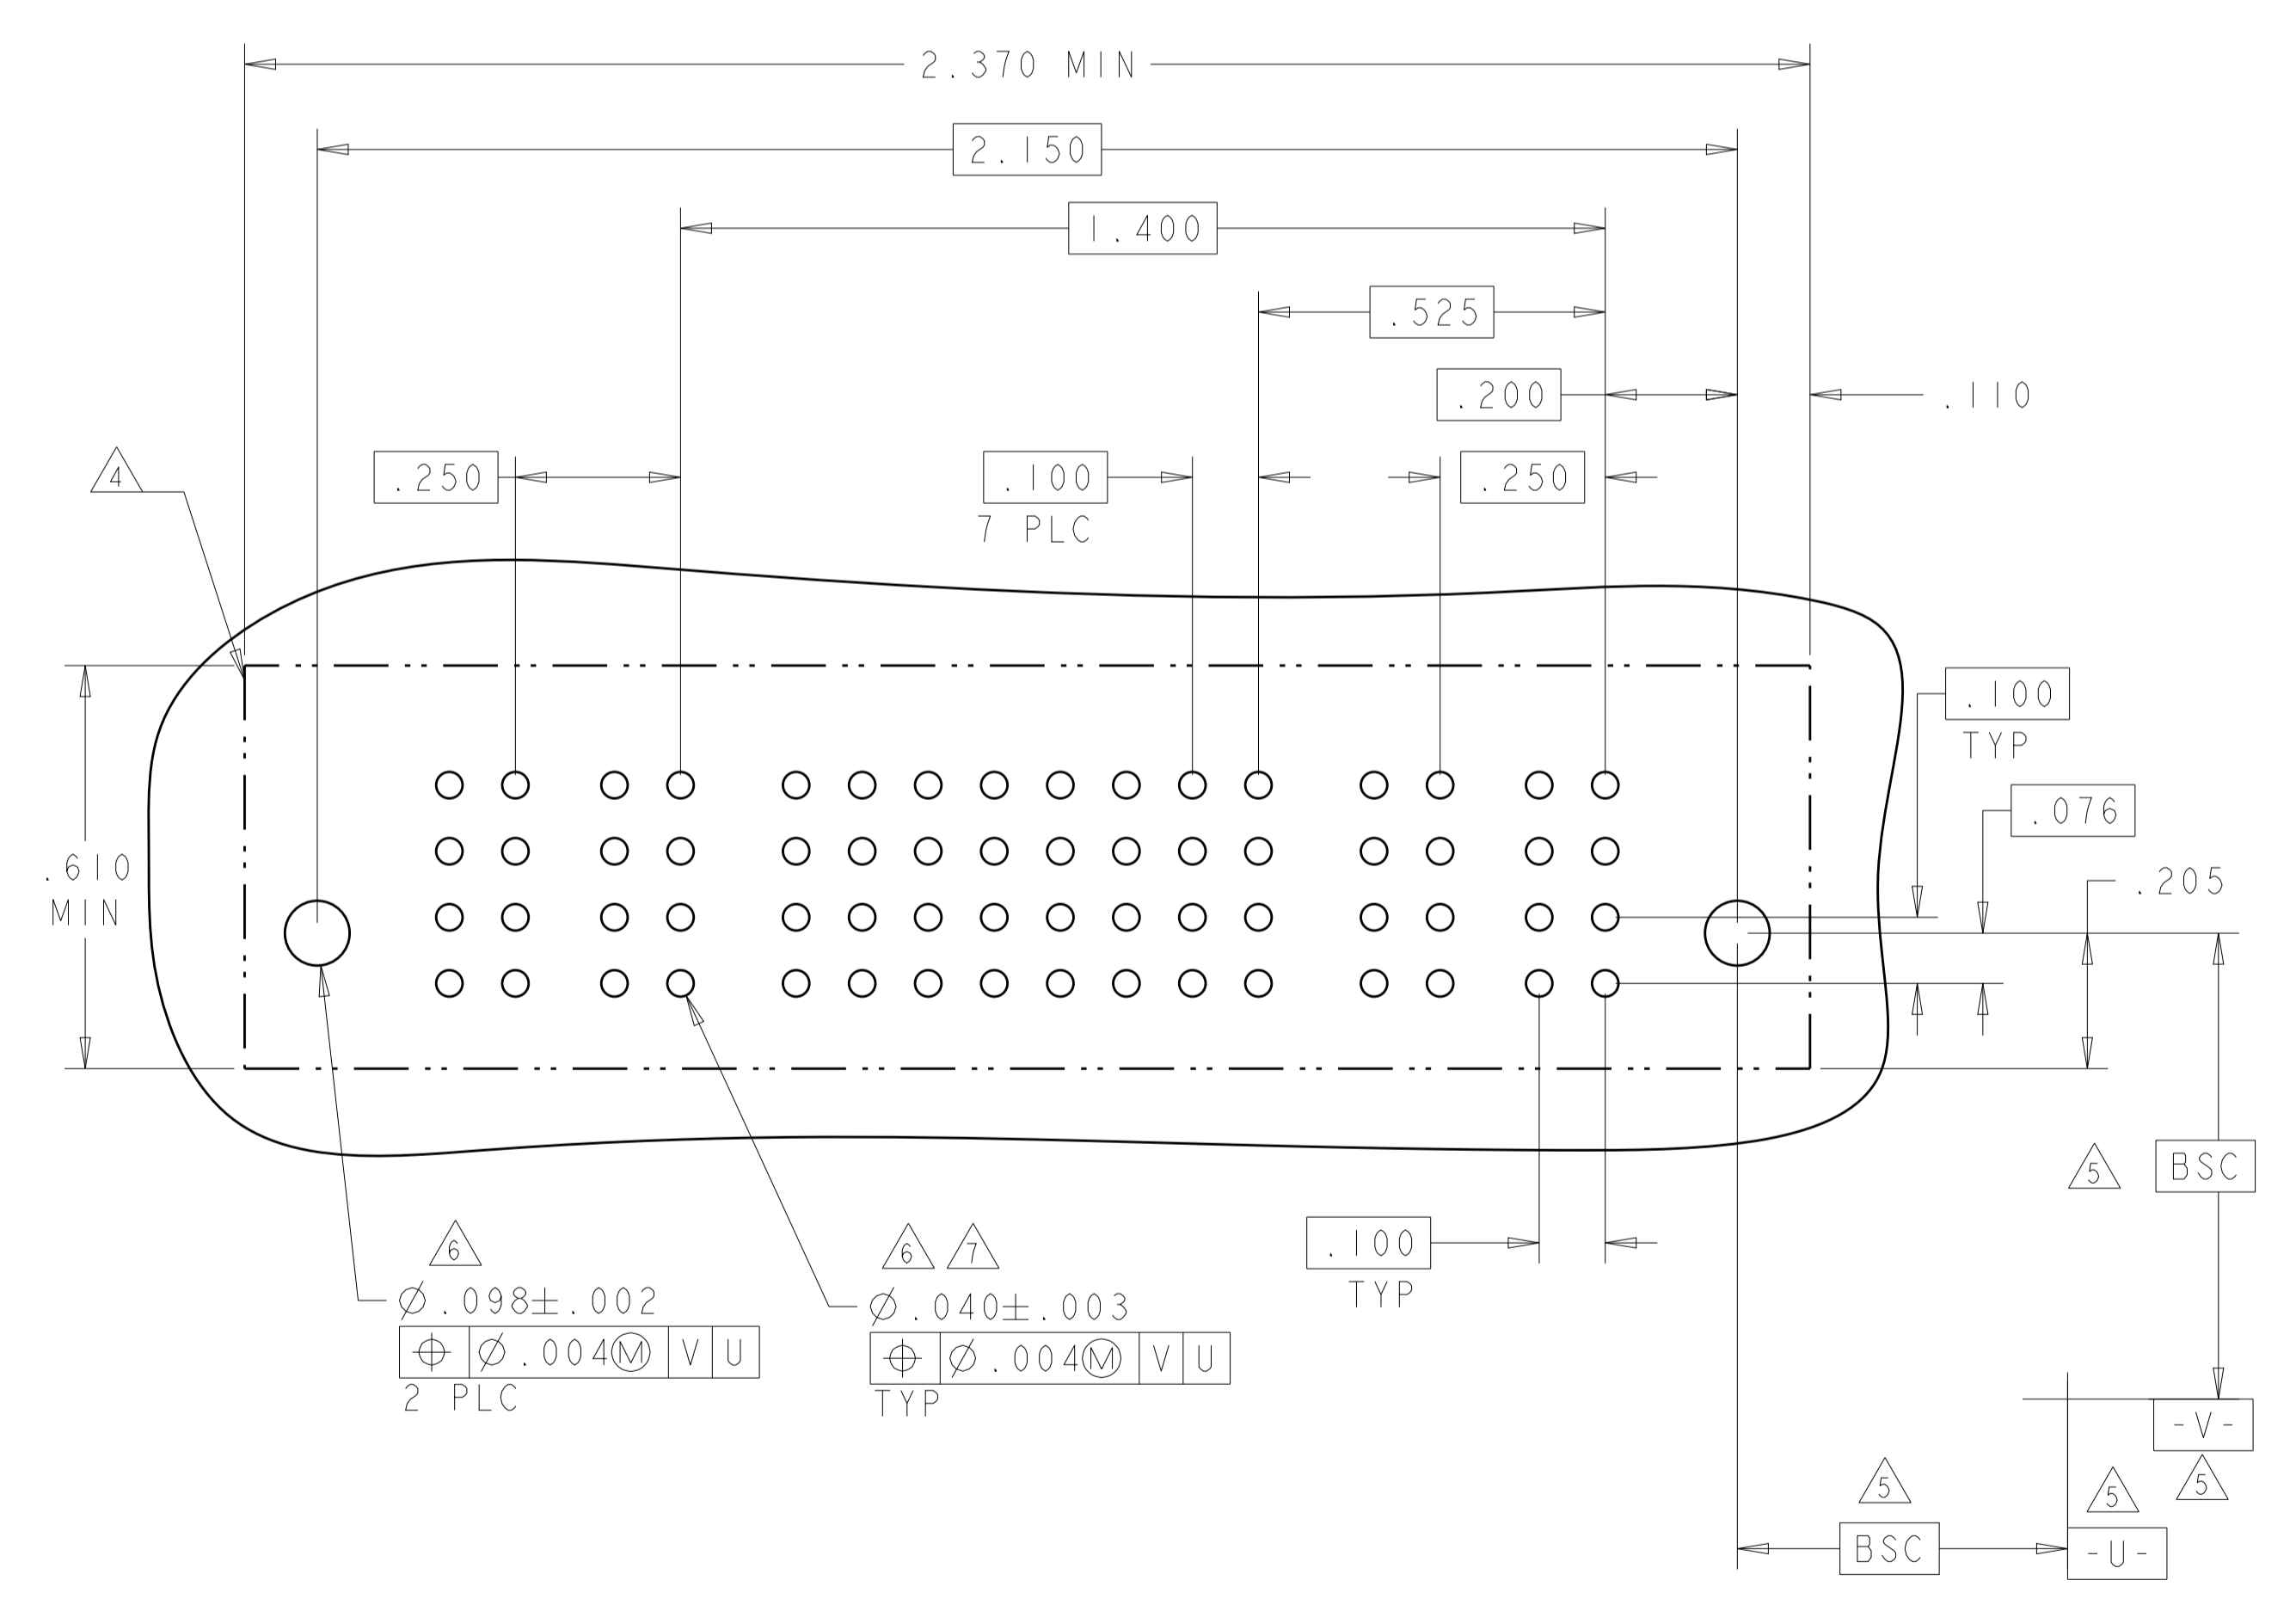 2.370 MIN
2.150
1.400
.525
.200
.110
4
.250
.100
7 PLC
.250
.100
TYP
.076
.610
MIN
.205
5
BSC
6
⌀.098±.002
⌖ ⌀.004Ⓜ V U
2 PLC
6 7
⌀.040±.003
⌖ ⌀.004Ⓜ V U
TYP
.100
TYP
-V-
5
5
5
BSC
-U-